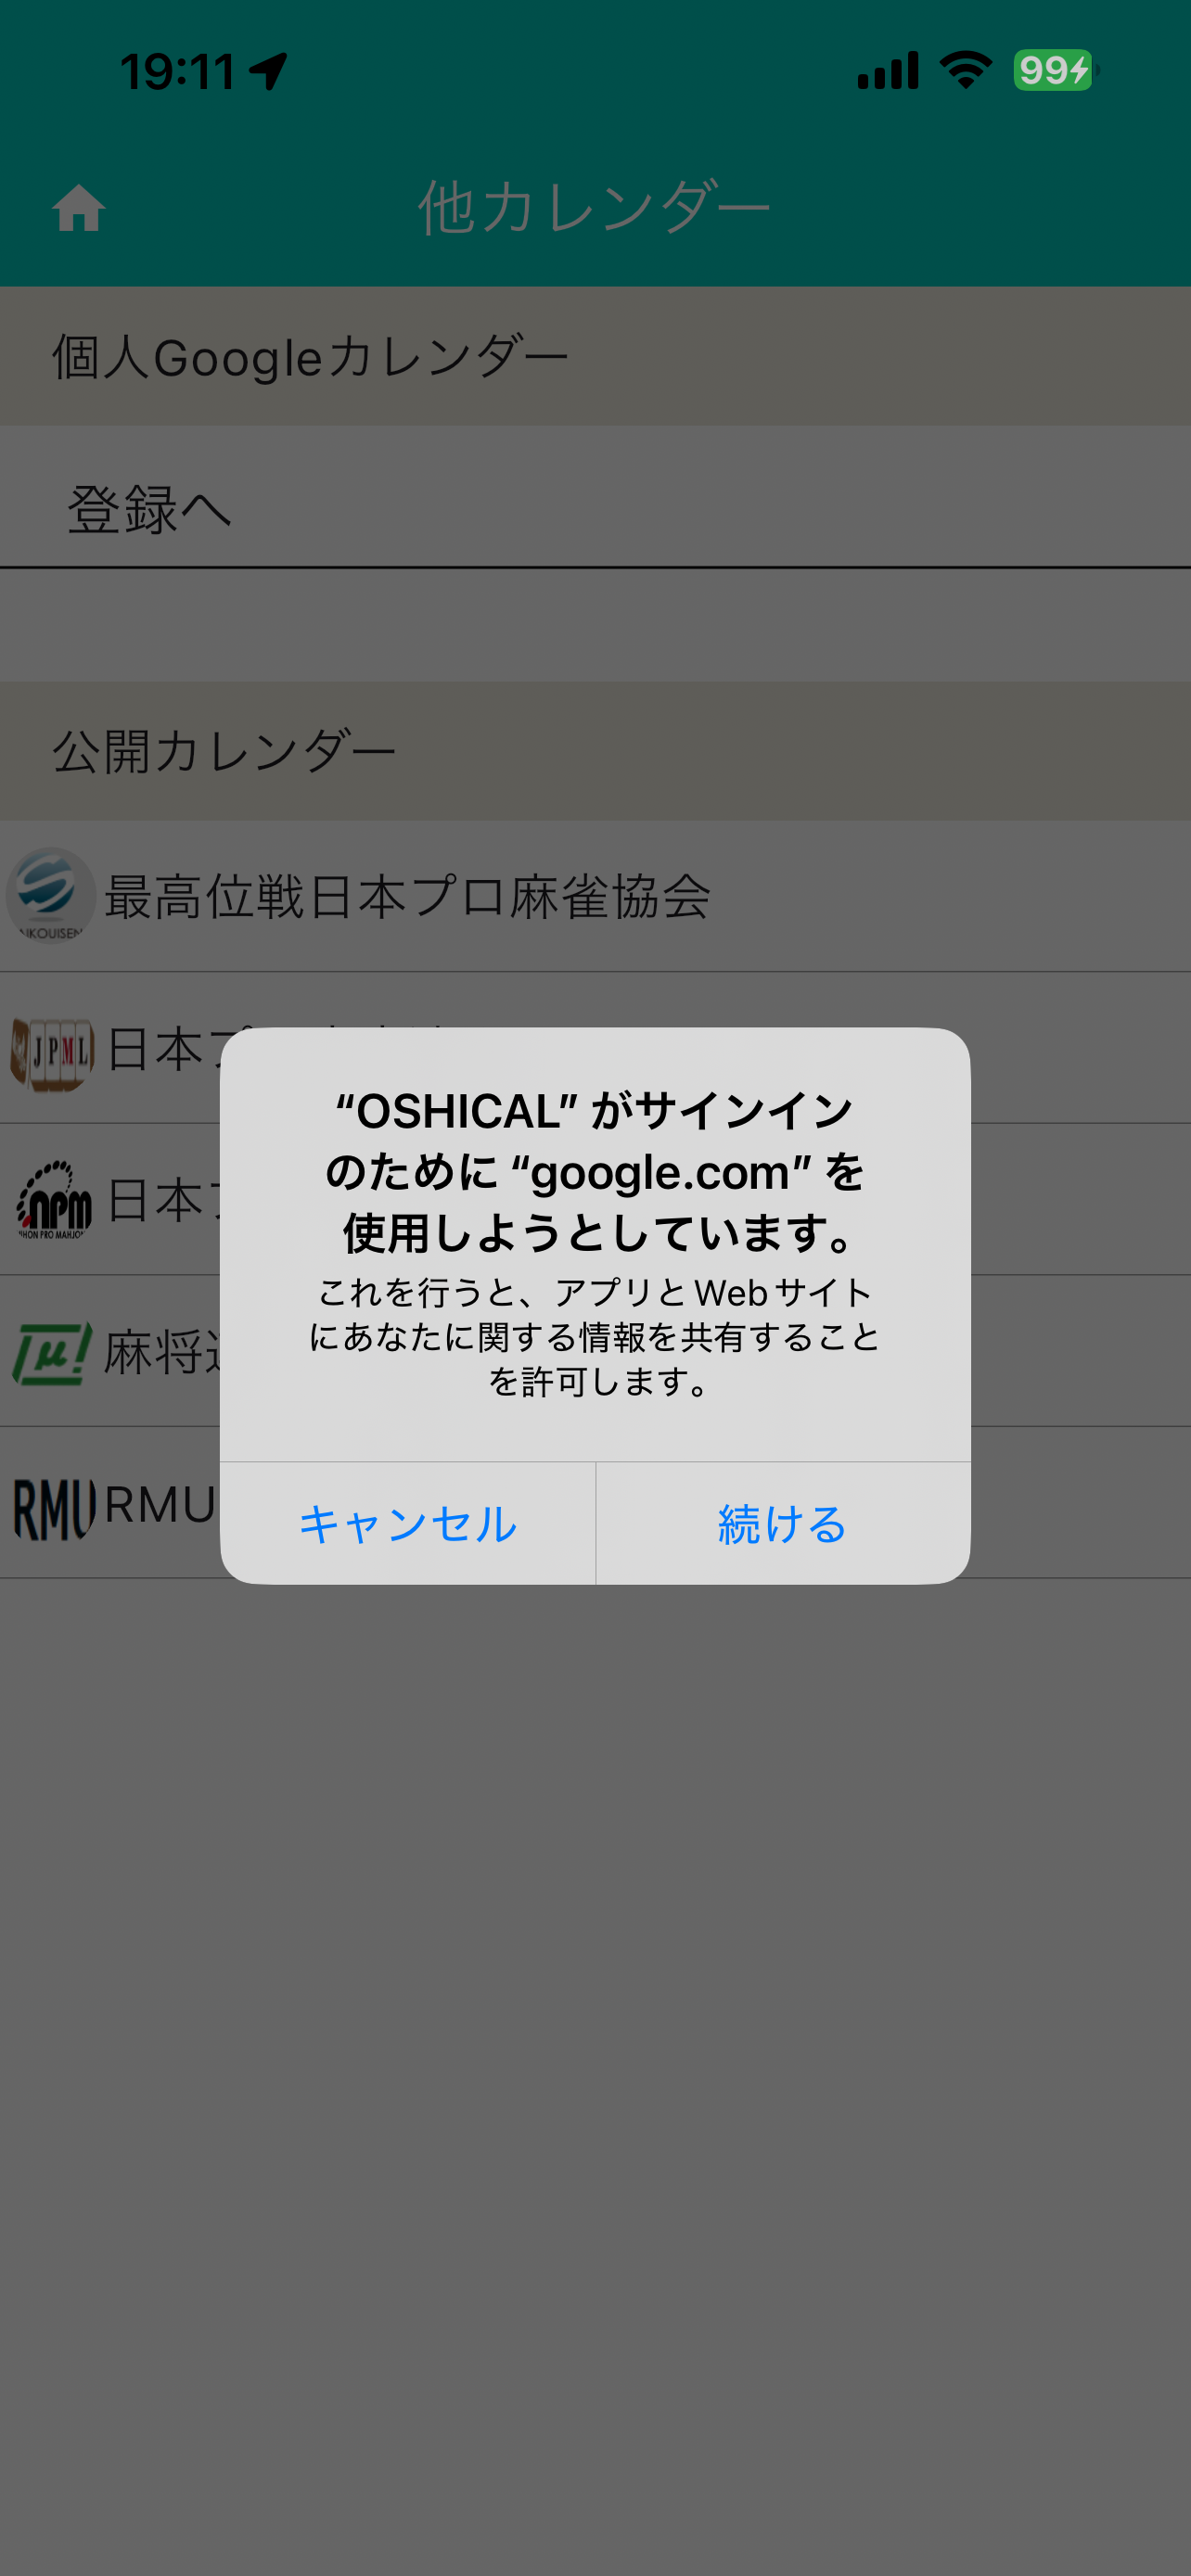 19:11
99
他カレンダー
個人Googleカレンダー
登録へ
公開カレンダー
最高位戦日本プロ麻雀協会
JPML
日本プ
npm
日本
μ!
麻将
RMU
RMU
“OSHICAL” がサインイン
のために “google.com” を
使用しようとしています。
これを行うと、アプリとWebサイト
にあなたに関する情報を共有すること
を許可します。
キャンセル
続ける